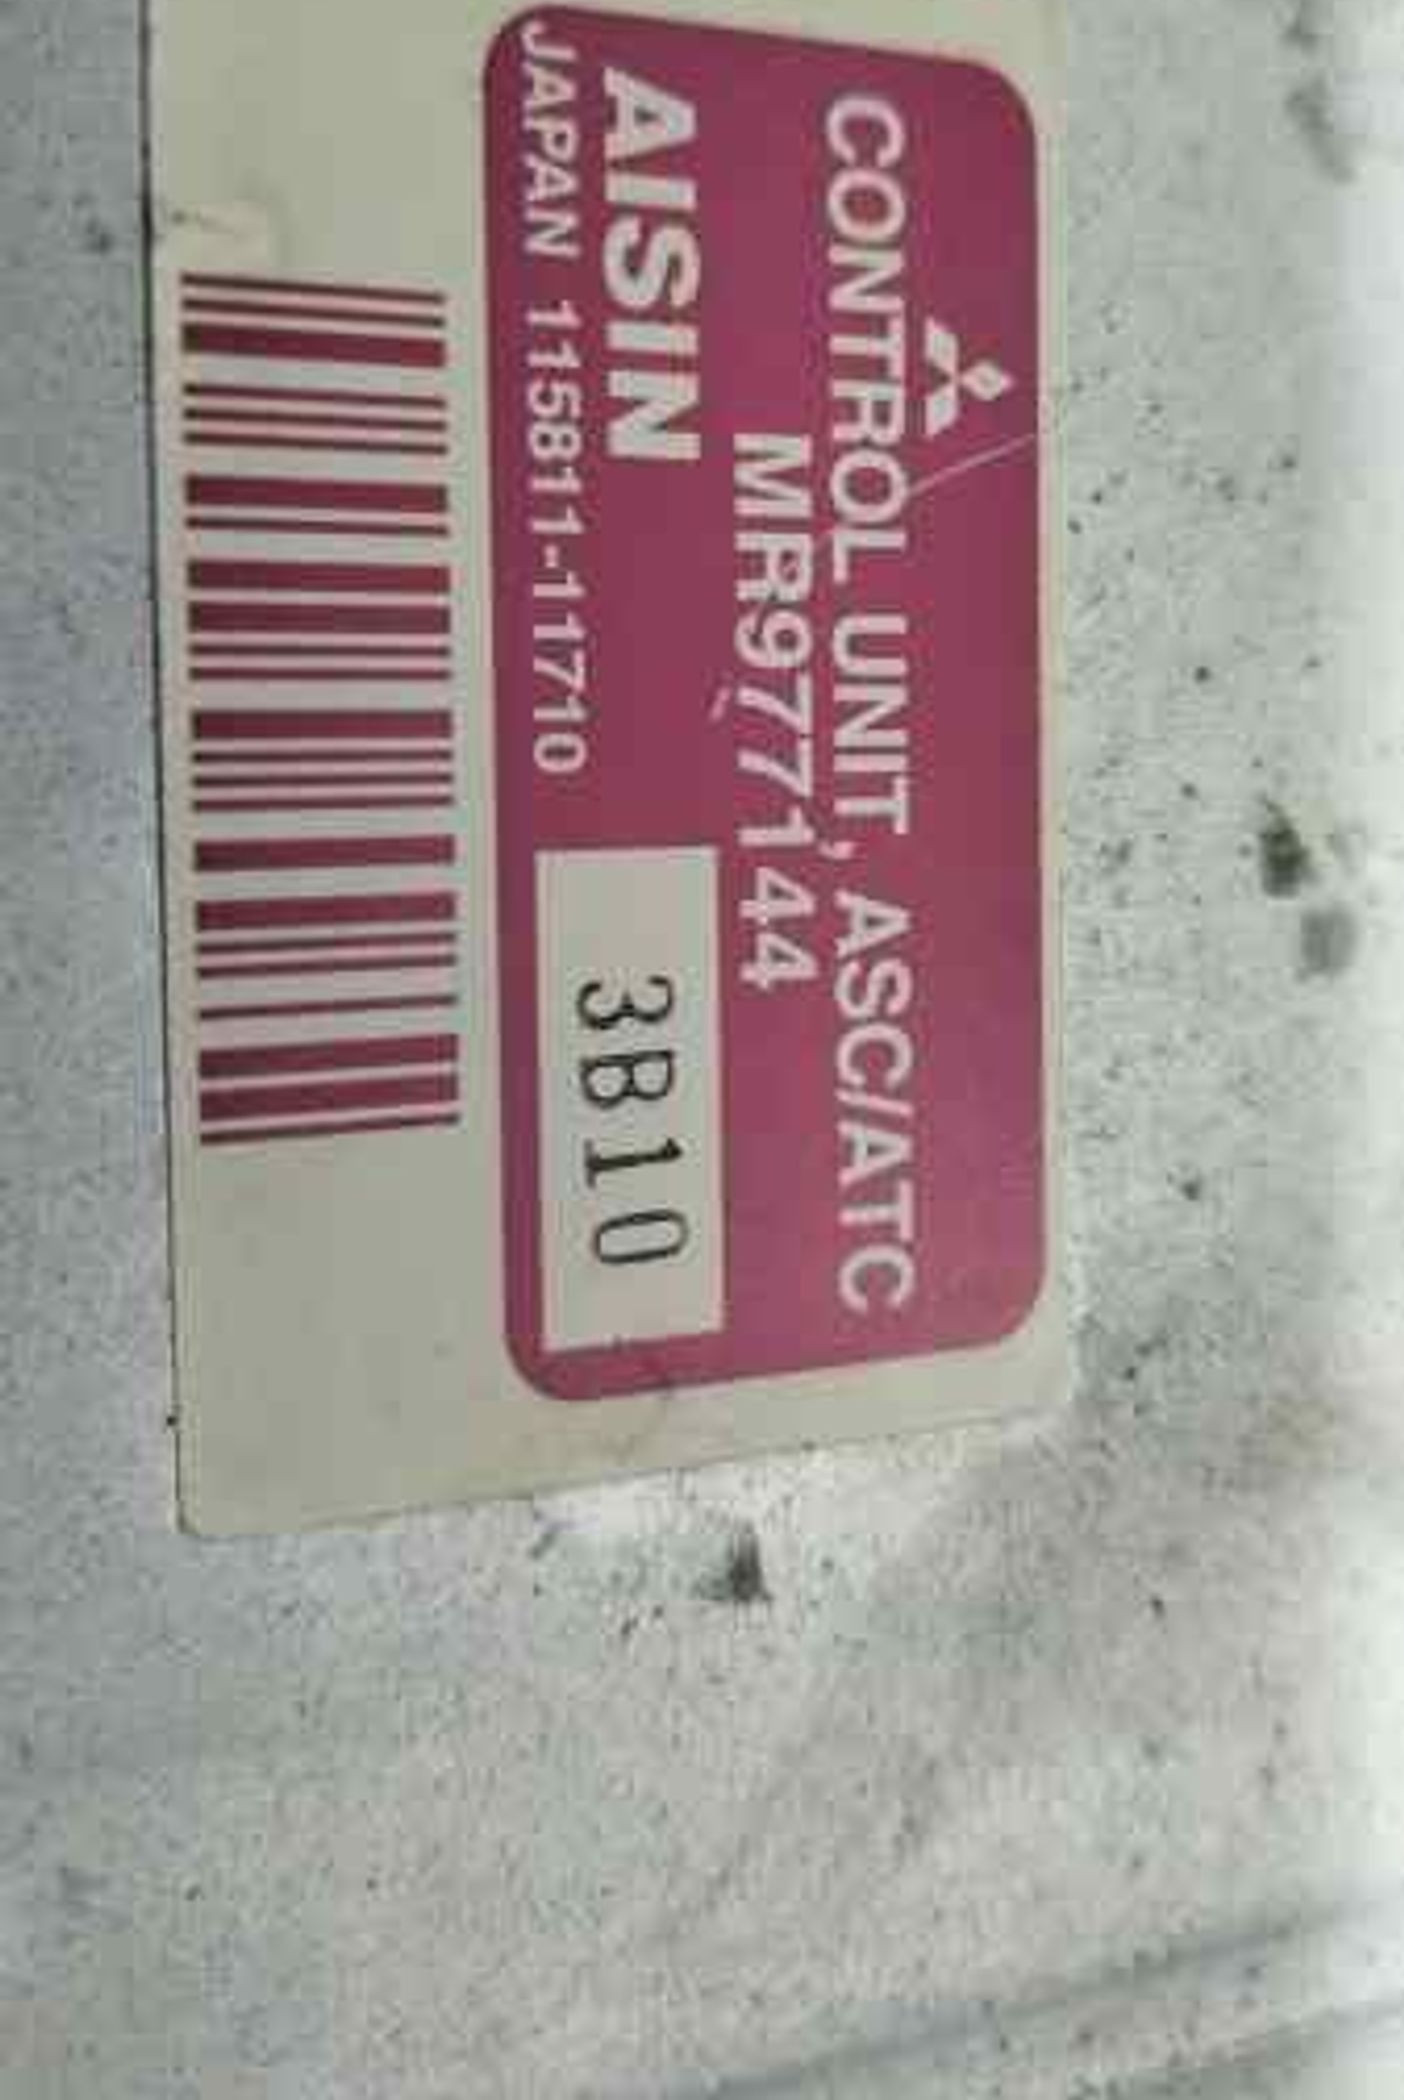 CONTROL UNIT, ASC/ATC
MR977144
AISIN
JAPAN 115811-11710
3B10